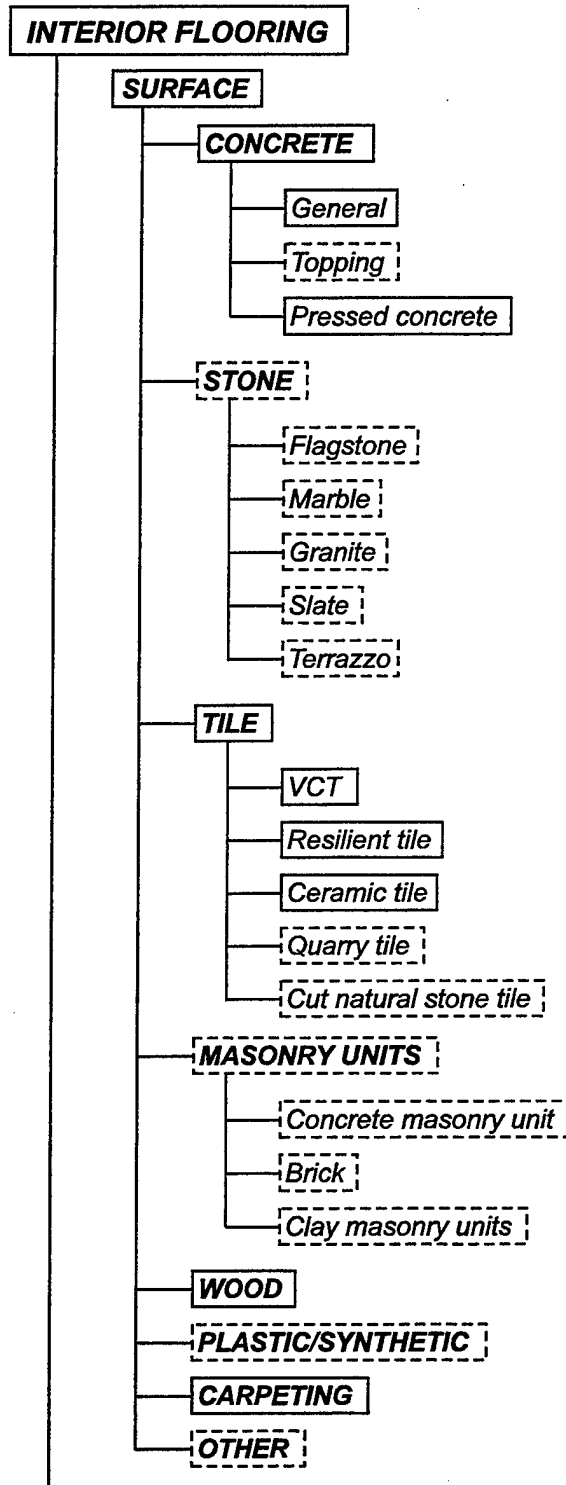 INTERIOR FLOORING
SURFACE
CONCRETE
General
Topping
Pressed concrete
STONE
Flagstone
Marble
Granite
Slate
Terrazzo
TILE
VCT
Resilient tile
Ceramic tile
Quarry tile
Cut natural stone tile
MASONRY UNITS
Concrete masonry unit
Brick
Clay masonry units
WOOD
PLASTIC/SYNTHETIC
CARPETING
OTHER